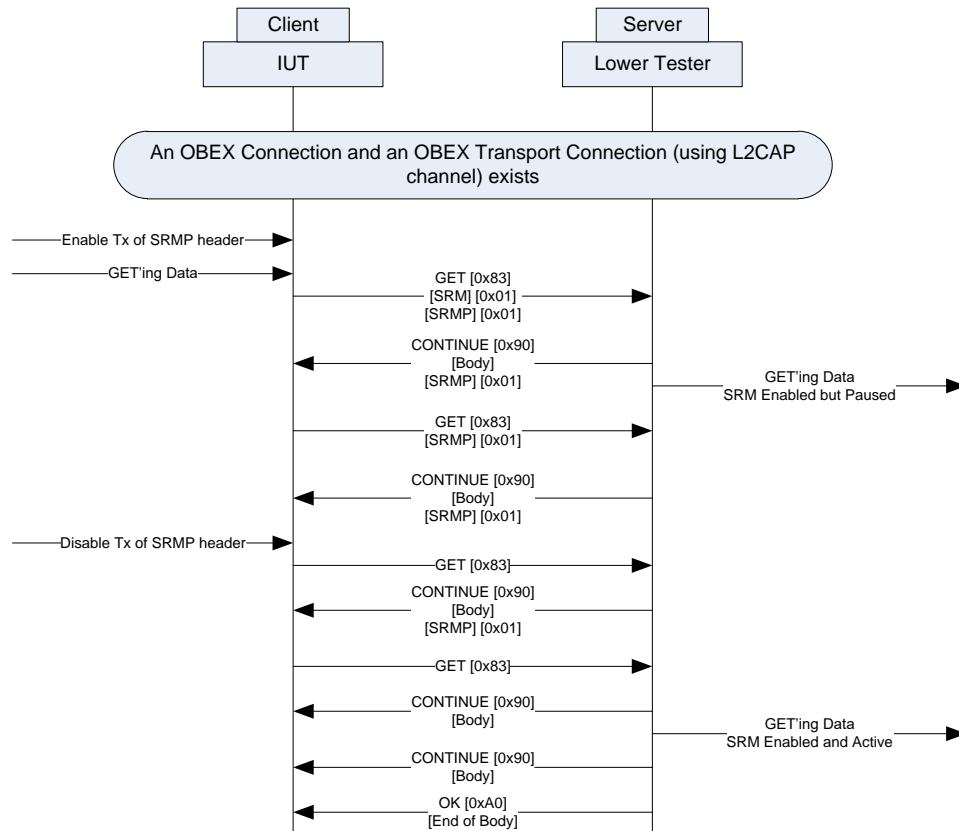 Client
Server
IUT
Lower Tester
An OBEX Connection and an OBEX Transport Connection (using L2CAP
channel) exists
Enable Tx of SRMP header
GET'ing Data
GET [0x83]
[SRM] [0x01]
[SRMP] [0x01]
CONTINUE [0x90]
[Body]
[SRMP] [0x01]
GET'ing Data
SRM Enabled but Paused
GET [0x83]
[SRMP] [0x01]
CONTINUE [0x90]
[Body]
[SRMP] [0x01]
Disable Tx of SRMP header
GET [0x83]
CONTINUE [0x90]
[Body]
[SRMP] [0x01]
GET [0x83]
CONTINUE [0x90]
[Body]
GET'ing Data
SRM Enabled and Active
CONTINUE [0x90]
[Body]
OK [0xA0]
[End of Body]